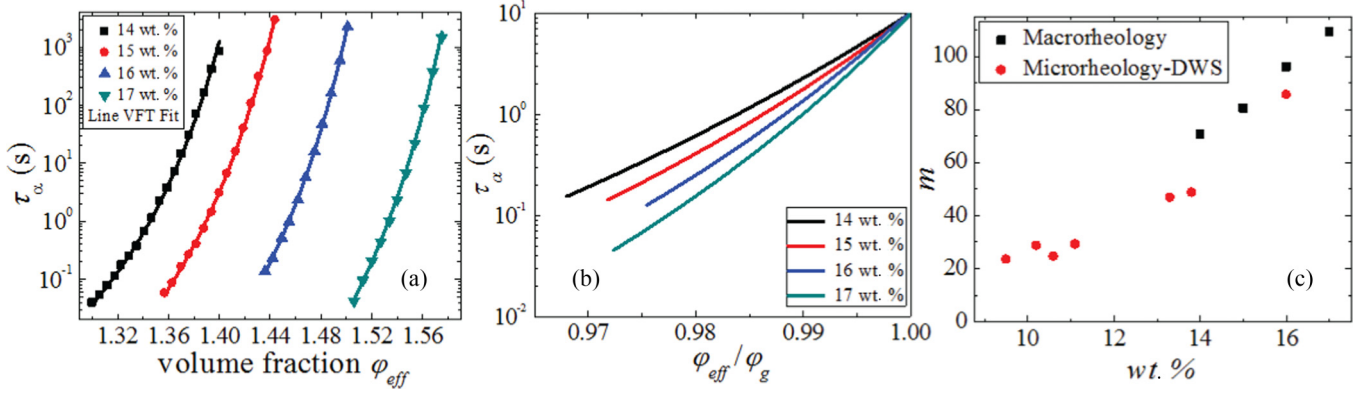 10³
10²
10¹
10⁰
10⁻¹
τα (s)
14 wt. %
15 wt. %
16 wt. %
17 wt. %
Line VFT Fit
(a)
1.32 1.36 1.40 1.44 1.48 1.52 1.56
volume fraction φeff
10¹
10⁰
10⁻¹
10⁻²
τα (s)
(b)
14 wt. %
15 wt. %
16 wt. %
17 wt. %
0.97 0.98 0.99 1.00
φeff/φg
100
80
60
40
20
0
m
Macrorheology
Microrheology-DWS
(c)
10 12 14 16
wt. %